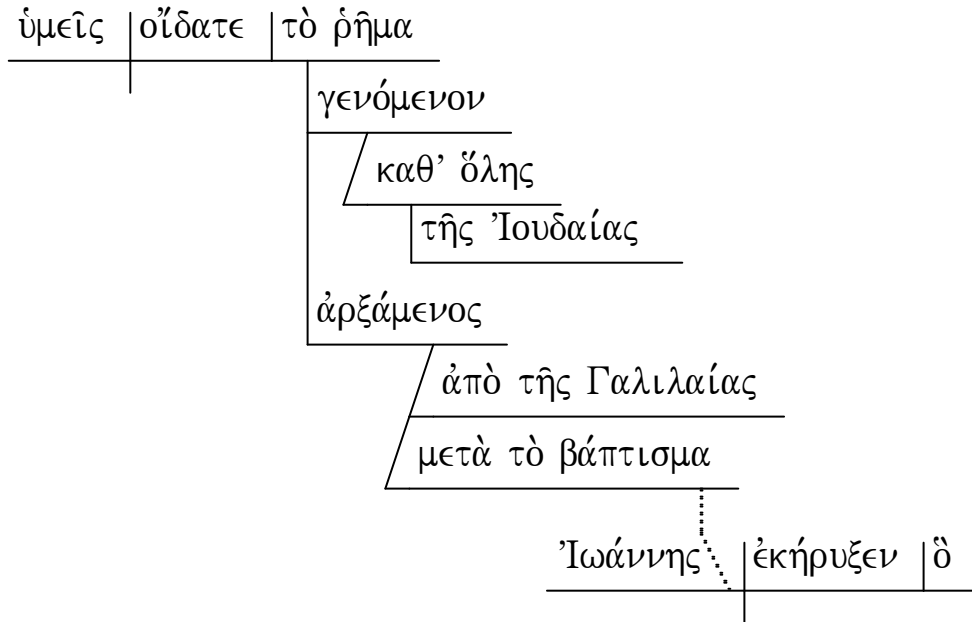 ὑμεῖς οἴδατε τὸ ῥῆμα
γενόμενον
καθ’ ὅλης
τῆς Ἰουδαίας
ἀρξάμενος
ἀπὸ τῆς Γαλιλαίας
μετὰ τὸ βάπτισμα
Ἰωάννης ἐκήρυξεν ὃ